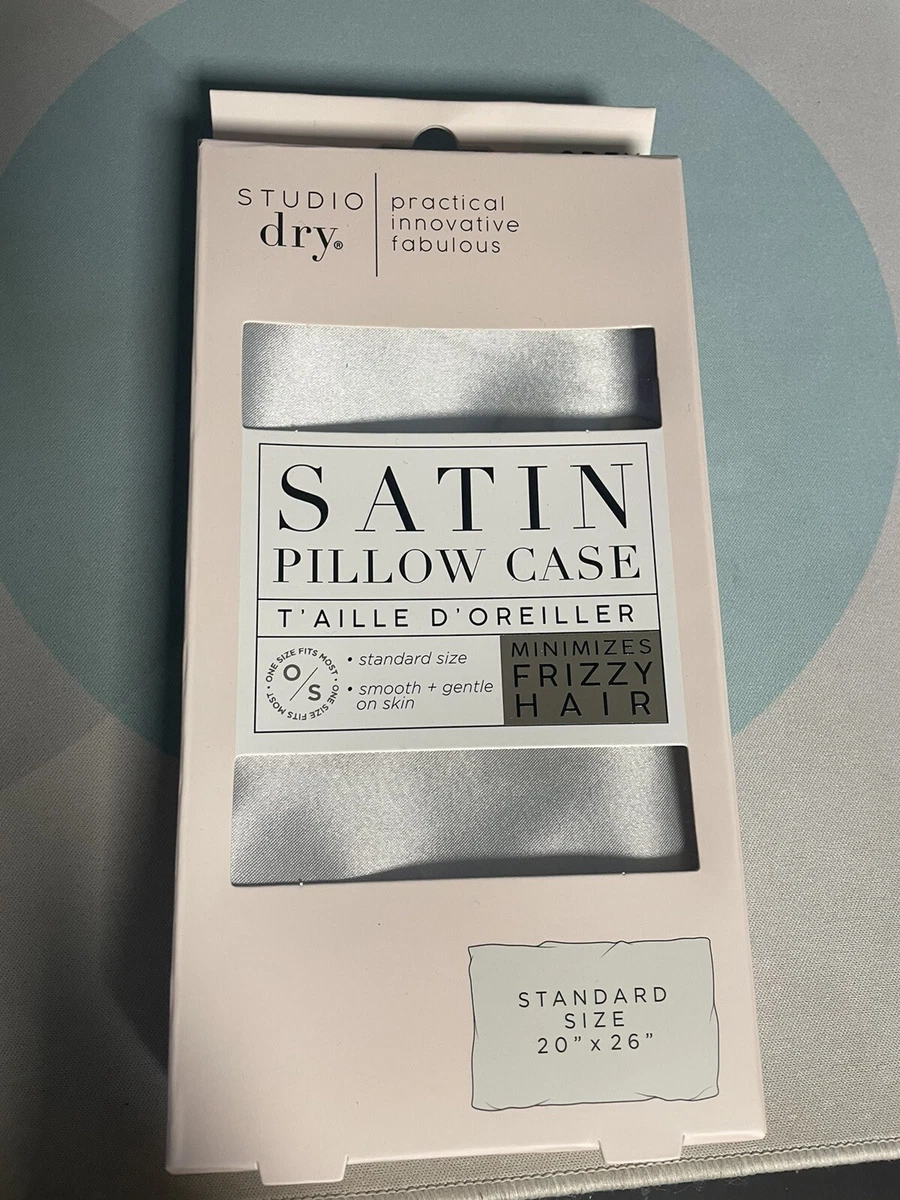 STUDIO
dry®
practical
innovative
fabulous
SATIN
PILLOW CASE
T'AILLE D'OREILLER
ONE SIZE FITS MOST • ONE SIZE FITS MOST •
O/S
• standard size
• smooth + gentle
on skin
MINIMIZES
FRIZZY
HAIR
STANDARD
SIZE
20" x 26"